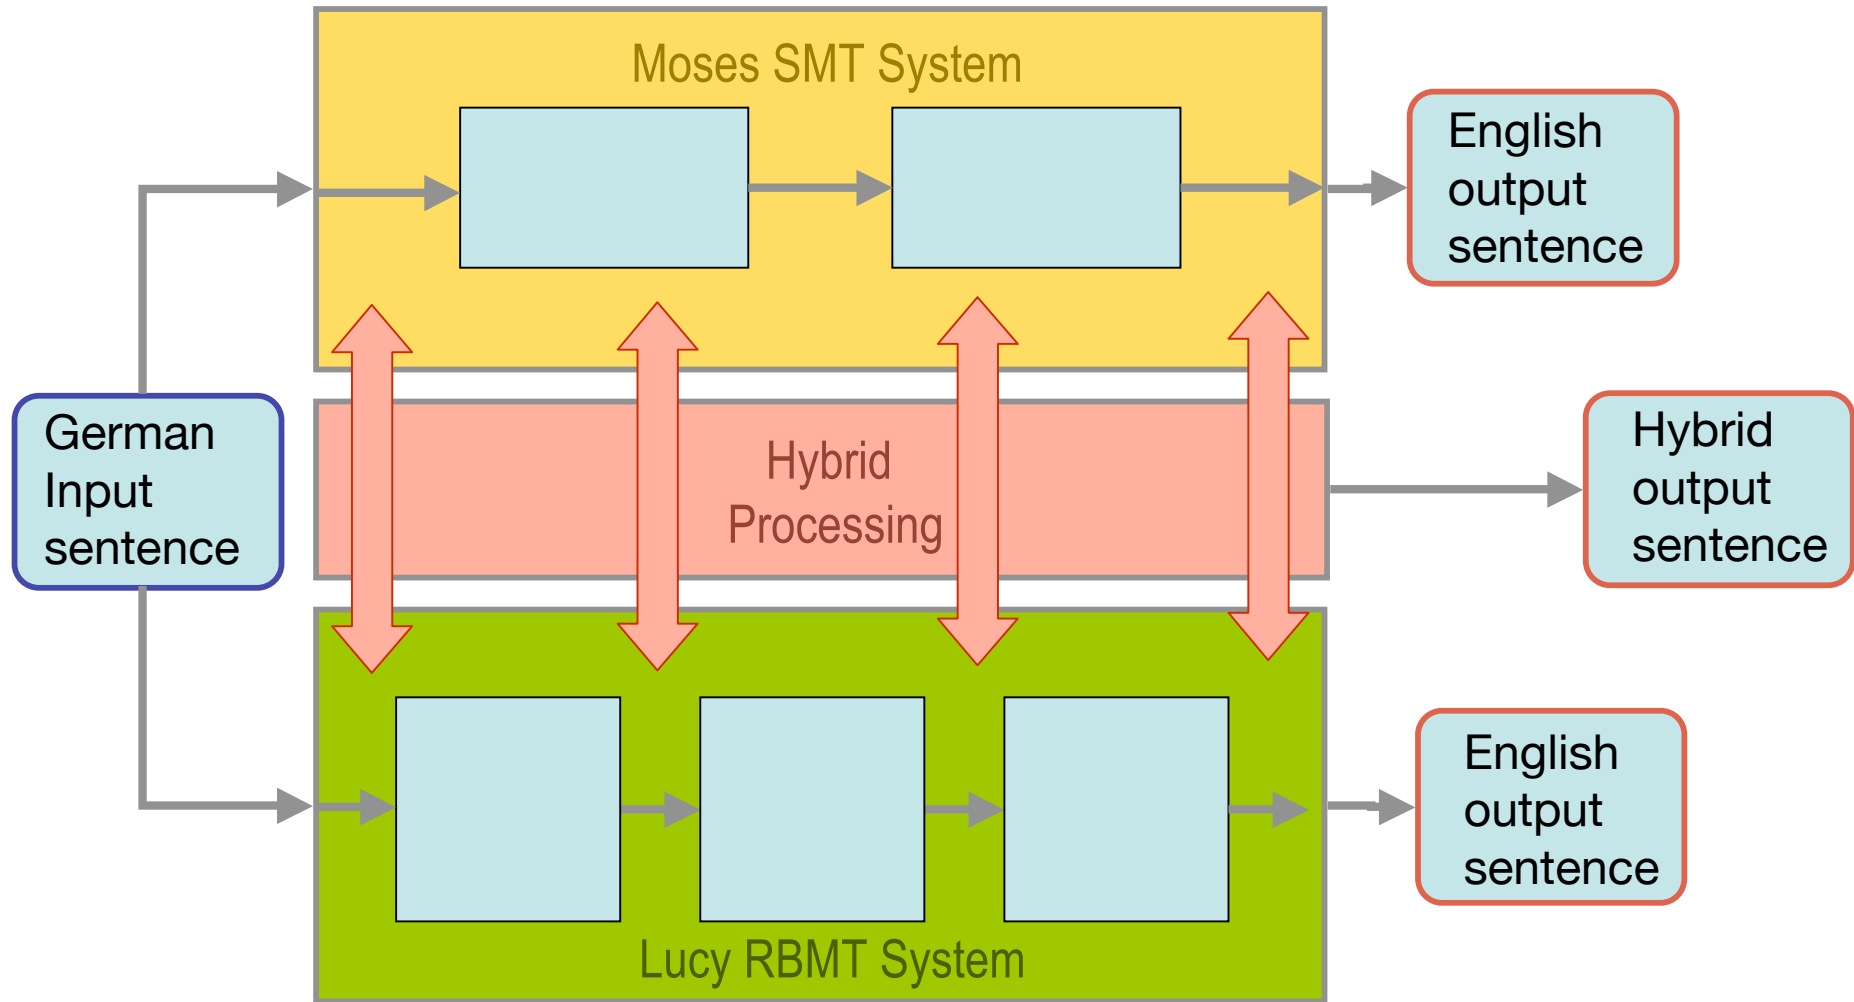 Moses SMT System
English
output
sentence
German
Input
sentence
Hybrid
Processing
Hybrid
output
sentence
English
output
sentence
Lucy RBMT System